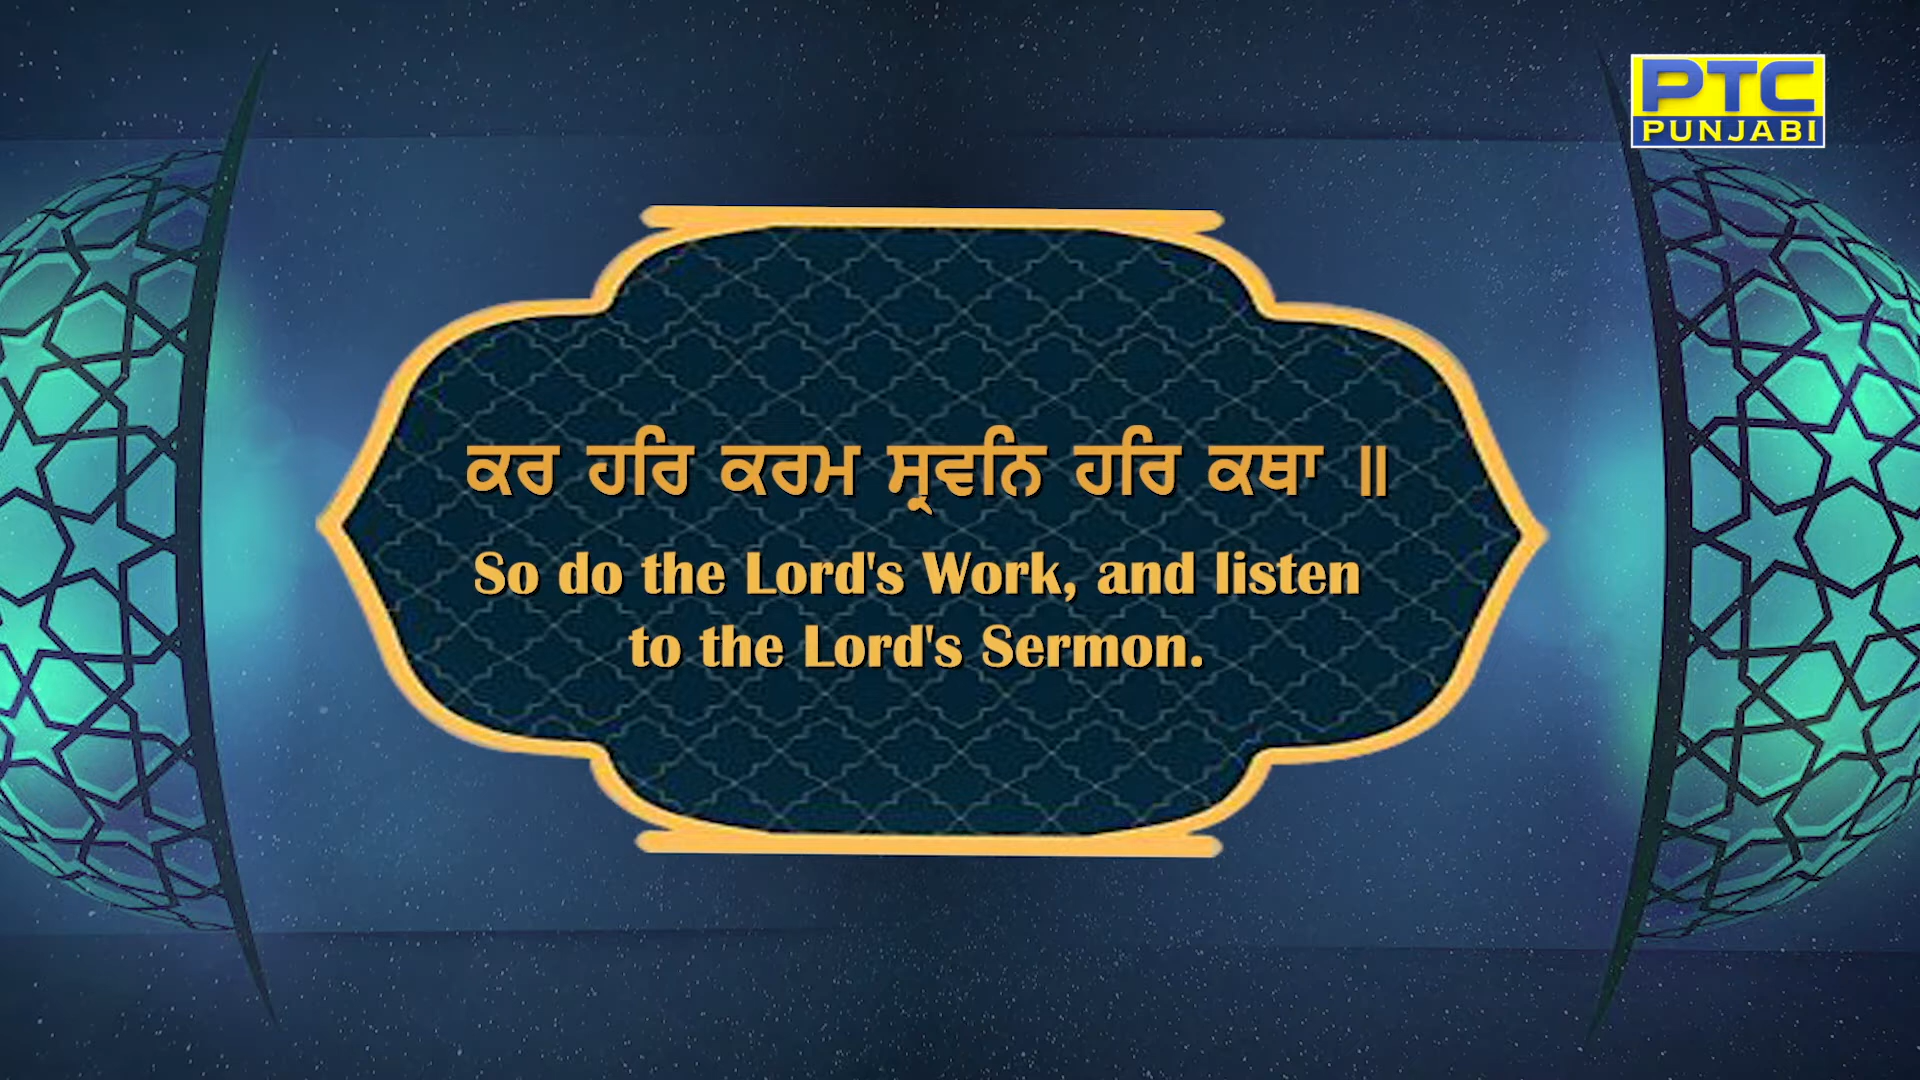 PTC
PUNJABI
ਕਰ ਹਰਿ ਕਰਮ ਸ੍ਰਵਨਿ ਹਰਿ ਕਥਾ ॥
So do the Lord's Work, and listen
to the Lord's Sermon.